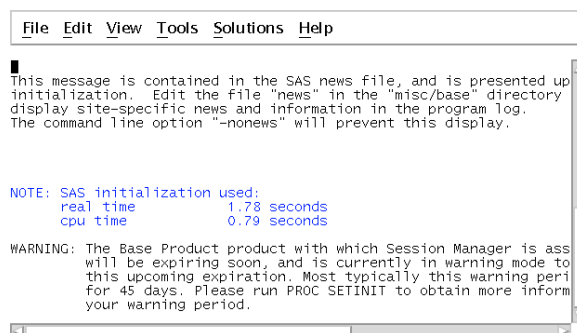 File Edit View Tools Solutions Help
This message is contained in the SAS news file, and is presented up
initialization.  Edit the file "news" in the "misc/base" directory
display site-specific news and information in the program log.
The command line option "-nonews" will prevent this display.
NOTE: SAS initialization used:
      real time           1.78 seconds
      cpu time            0.79 seconds
WARNING: The Base Product product with which Session Manager is ass
         will be expiring soon, and is currently in warning mode to
         this upcoming expiration. Most typically this warning peri
         for 45 days. Please run PROC SETINIT to obtain more inform
         your warning period.